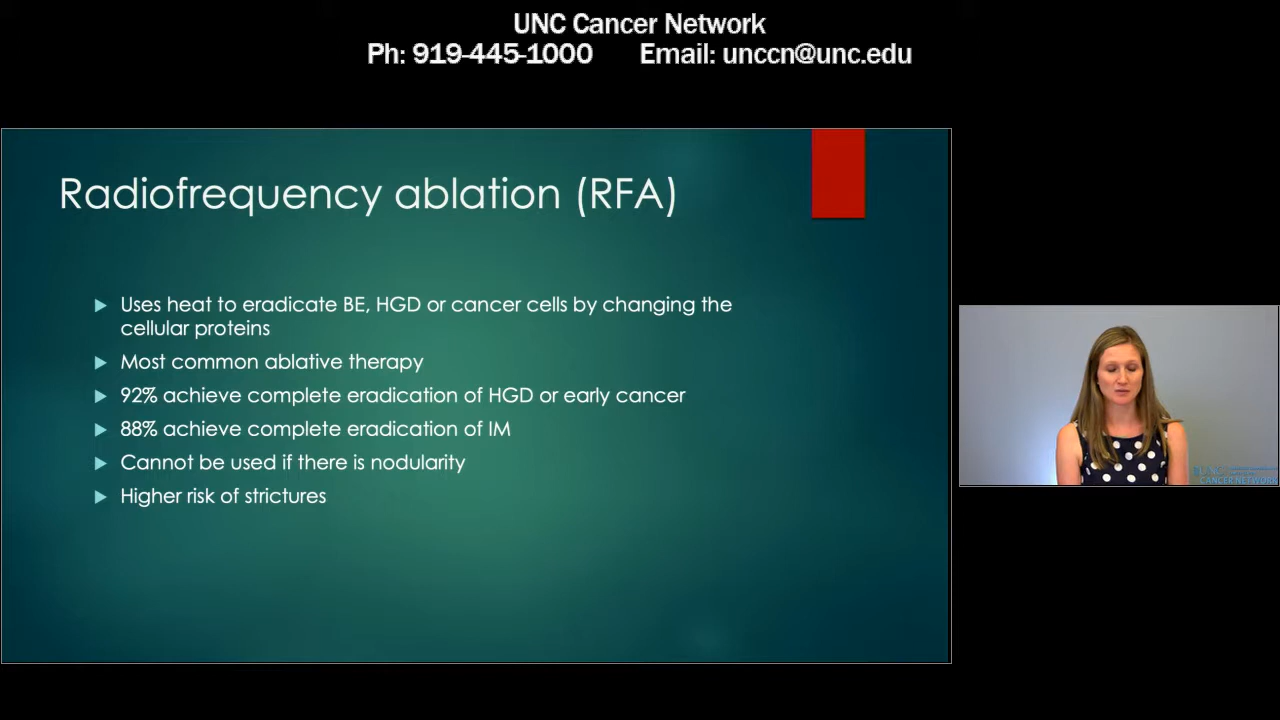 UNC Cancer Network
Ph: 919-445-1000 Email: unccn@unc.edu
Radiofrequency ablation (RFA)
Uses heat to eradicate BE, HGD or cancer cells by changing the
cellular proteins
Most common ablative therapy
92% achieve complete eradication of HGD or early cancer
88% achieve complete eradication of IM
Cannot be used if there is nodularity
Higher risk of strictures
UNC
CANCER NETWORK